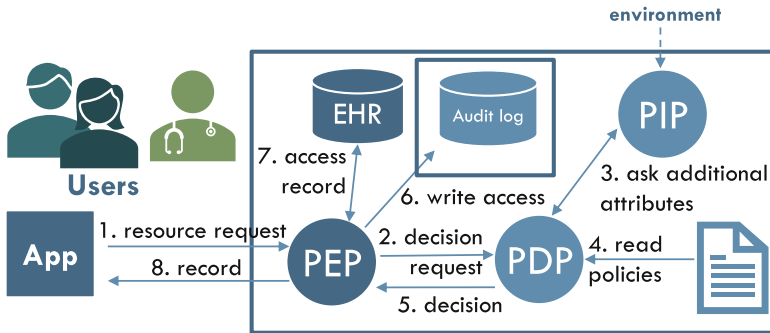 environment
EHR
Audit log
PIP
7. access
record
3. ask additional
attributes
Users
6. write access
App
1. resource request
PEP
2. decision
request
PDP
4. read
policies
8. record
5. decision